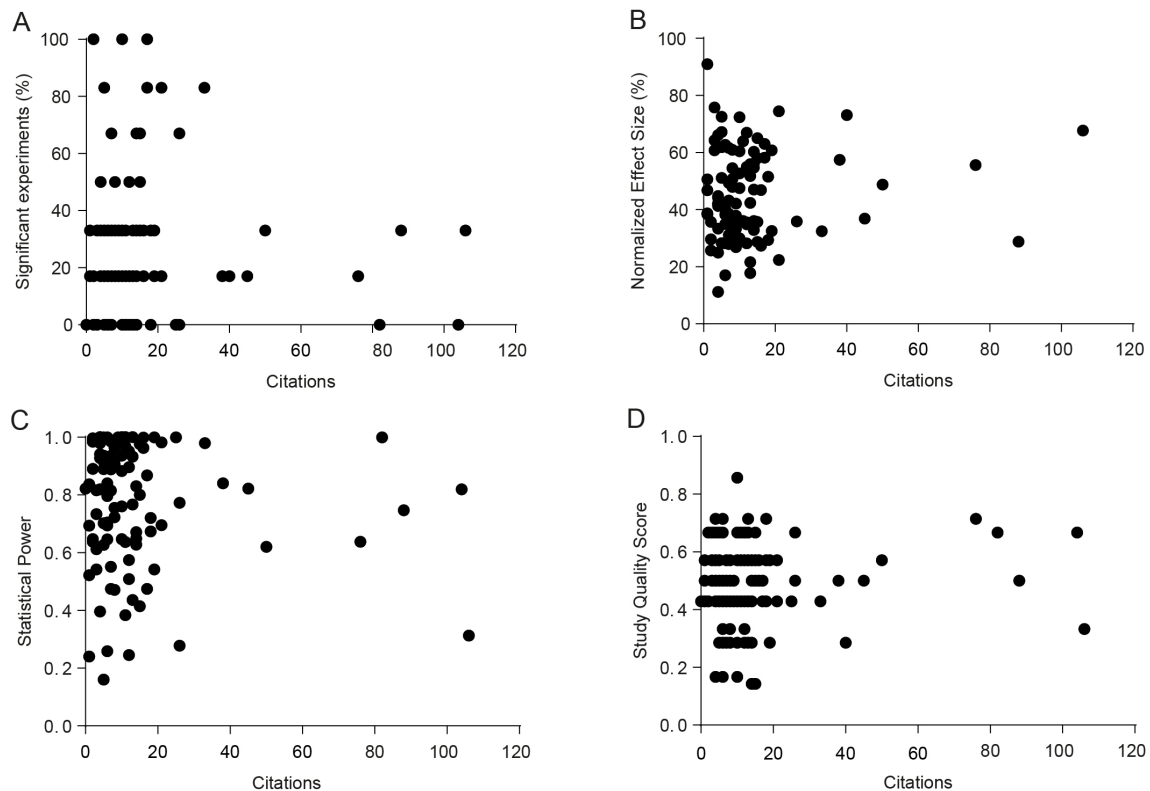 A
Significant experiments (%)
100
80
60
40
20
0
0 20 40 60 80 100 120
Citations
B
Normalized Effect Size (%)
100
80
60
40
20
0
0 20 40 60 80 100 120
Citations
C
Statistical Power
1.0
0.8
0.6
0.4
0.2
0.0
0 20 40 60 80 100 120
Citations
D
Study Quality Score
1.0
0.8
0.6
0.4
0.2
0.0
0 20 40 60 80 100 120
Citations